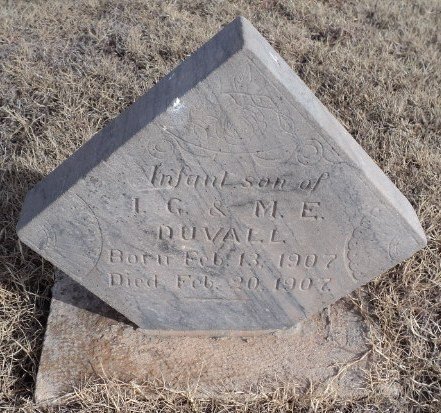 Infant son of
I. G. & M. E.
DUVALL.
Born Feb. 13, 1907
Died Feb. 20, 1907.